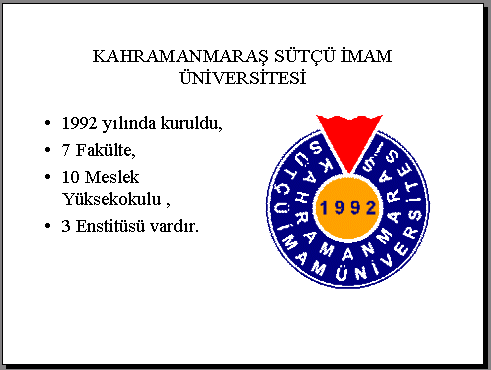 KAHRAMANMARAŞ SÜTÇÜ İMAM
ÜNİVERSİTESİ
• 1992 yılında kuruldu,
• 7 Fakülte,
• 10 Meslek
Yüksekokulu ,
• 3 Enstitüsü vardır.
SÜTÇÜ İMAM ÜNİVERSİTESİ
KAHRAMANMARAŞ
1992